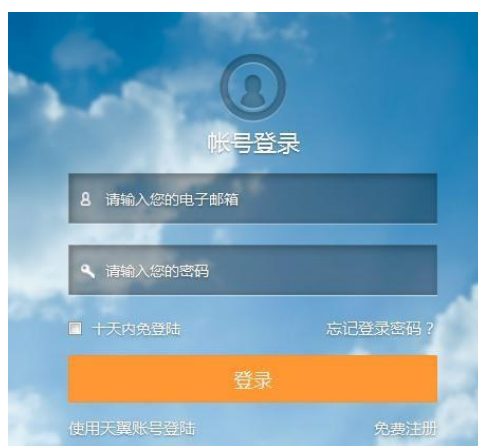 帐号登录
请输入您的电子邮箱
请输入您的密码
十天内免登陆 忘记登录密码？
登录
使用天翼账号登陆 免费注册